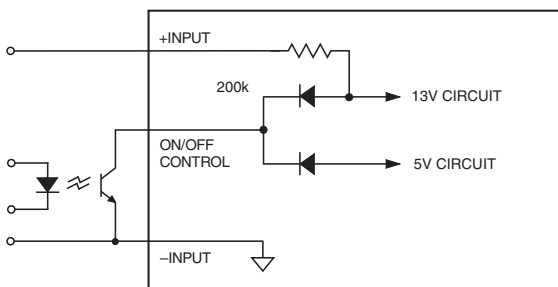 +INPUT
200k
13V CIRCUIT
ON/OFF
CONTROL
5V CIRCUIT
–INPUT